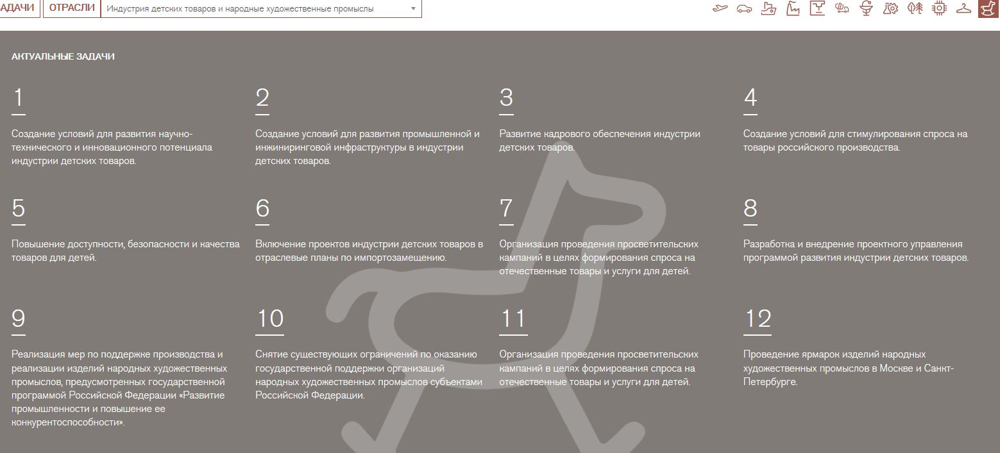 ЗАДАЧИ
ОТРАСЛИ
Индустрия детских товаров и народные художественные промыслы
АКТУАЛЬНЫЕ ЗАДАЧИ
1
Создание условий для развития научно-
технического и инновационного потенциала
индустрии детских товаров.
2
Создание условий для развития промышленной и
инжиниринговой инфраструктуры в индустрии
детских товаров.
3
Развитие кадрового обеспечения индустрии
детских товаров.
4
Создание условий для стимулирования спроса на
товары российского производства.
5
Повышение доступности, безопасности и качества
товаров для детей.
6
Включение проектов индустрии детских товаров в
отраслевые планы по импортозамещению.
7
Организация проведения просветительских
кампаний в целях формирования спроса на
отечественные товары и услуги для детей.
8
Разработка и внедрение проектного управления
программой развития индустрии детских товаров.
9
Реализация мер по поддержке производства и
реализации изделий народных художественных
промыслов, предусмотренных государственной
программой Российской Федерации «Развитие
промышленности и повышение ее
конкурентоспособности».
10
Снятие существующих ограничений по оказанию
государственной поддержки организаций
народных художественных промыслов субъектами
Российской Федерации.
11
Организация проведения просветительских
кампаний в целях формирования спроса на
отечественные товары и услуги для детей.
12
Проведение ярмарок изделий народных
художественных промыслов в Москве и Санкт-
Петербурге.